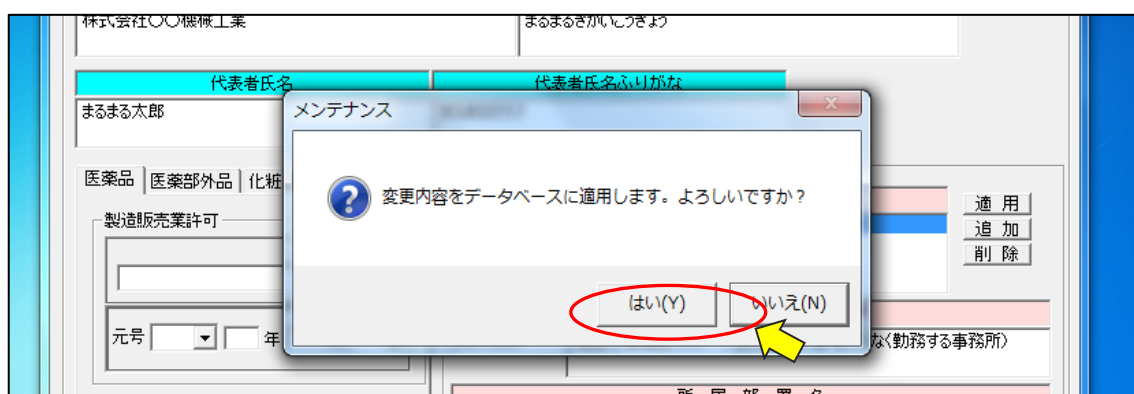 株式会社〇〇機械工業
まるまるきかいこうぎょう
代表者氏名
代表者氏名ふりがな
まるまる太郎
メンテナンス
変更内容をデータベースに適用します。よろしいですか？
はい(Y)
いいえ(N)
医薬品
医薬部外品
化粧
製造販売業許可
元号
年
適 用
追 加
削 除
な(勤務する事務所)
所 属 部 署 名